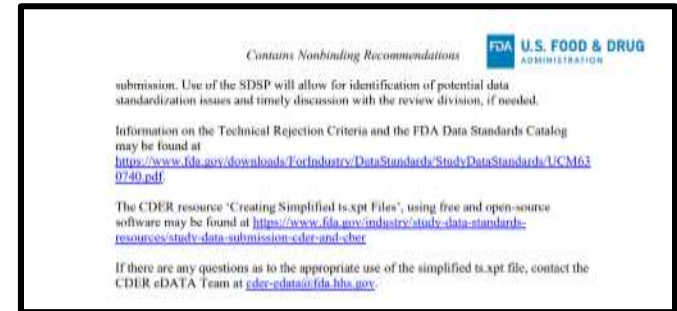 Contains Nonbinding Recommendations
FDA U.S. FOOD & DRUG
ADMINISTRATION
submission. Use of the SDSP will allow for identification of potential data
standardization issues and timely discussion with the review division, if needed.
Information on the Technical Rejection Criteria and the FDA Data Standards Catalog
may be found at
https://www.fda.gov/downloads/ForIndustry/DataStandards/StudyDataStandards/UCM63
0740.pdf.
The CDER resource 'Creating Simplified ts.xpt Files', using free and open-source
software may be found at https://www.fda.gov/industry/study-data-standards-
resources/study-data-submission-cder-and-cber
If there are any questions as to the appropriate use of the simplified ts.xpt file, contact the
CDER eDATA Team at cder-edata@fda.hhs.gov.